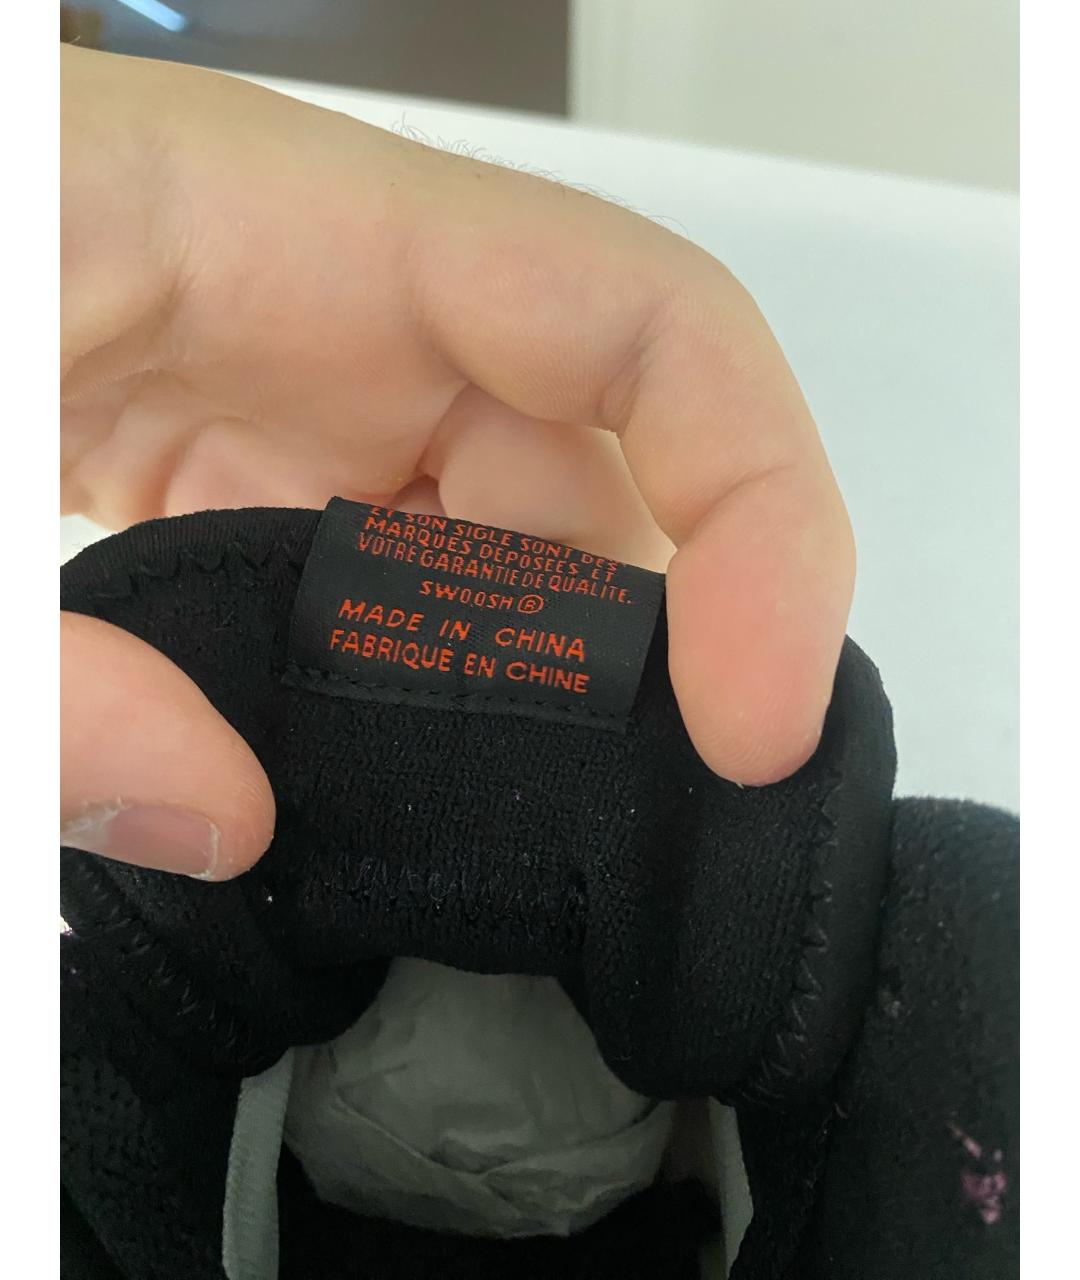 ET SON SIGLE SONT DES
MARQUES DEPOSEES ET
VOTRE GARANTIE DE QUALITE.
SWOOSH ®
MADE IN CHINA
FABRIQUE EN CHINE